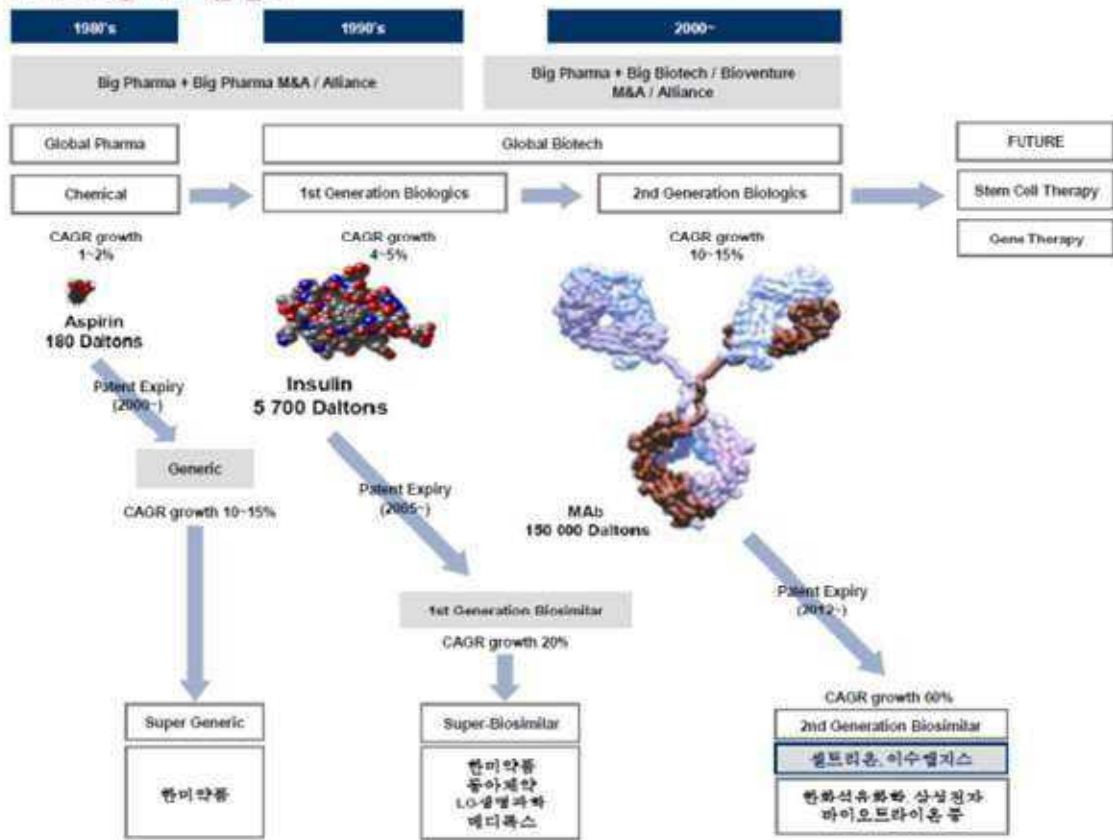 1980's
1990's
2000~
Big Pharma + Big Pharma M&A / Alliance
Big Pharma + Big Biotech / Bioventure
M&A / Alliance
Global Pharma
Global Biotech
FUTURE
Chemical
1st Generation Biologics
2nd Generation Biologics
Stem Cell Therapy
Gene Therapy
CAGR growth
1~2%
CAGR growth
4~5%
CAGR growth
10~15%
Aspirin
180 Daltons
Insulin
5 700 Daltons
MAb
150 000 Daltons
Patent Expiry
(2000~)
Generic
CAGR growth 10~15%
Patent Expiry
(2005~)
1st Generation Biosimilar
CAGR growth 20%
Patent Expiry
(2012~)
CAGR growth 60%
Super Generic
한미약품
Super-Biosimilar
한미약품
동아제약
LG생명과학
메디톡스
2nd Generation Biosimilar
셀트리온, 이수앱지스
한화석유화학, 삼성전자
바이오트라이온 등